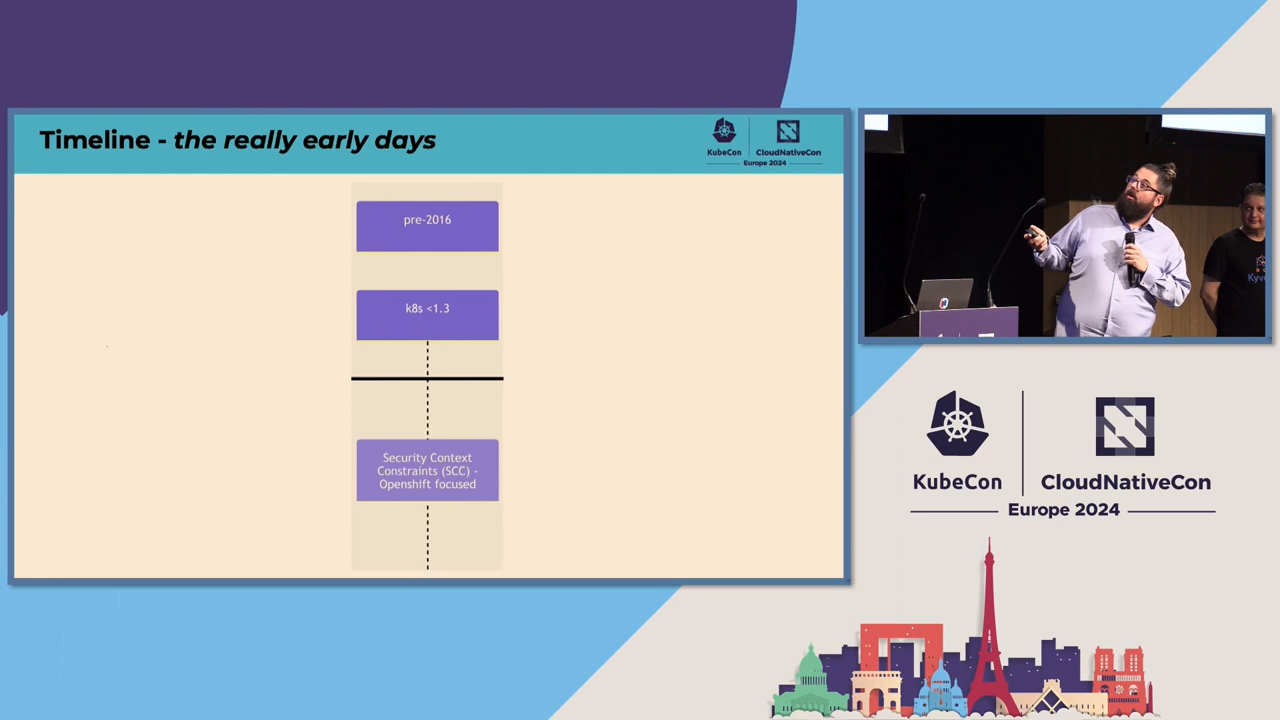 Timeline - the really early days
KubeCon
CloudNativeCon
Europe 2024
pre-2016
k8s <1.3
Security Context
Constraints (SCC) -
Openshift focused
KubeCon
CloudNativeCon
Europe 2024